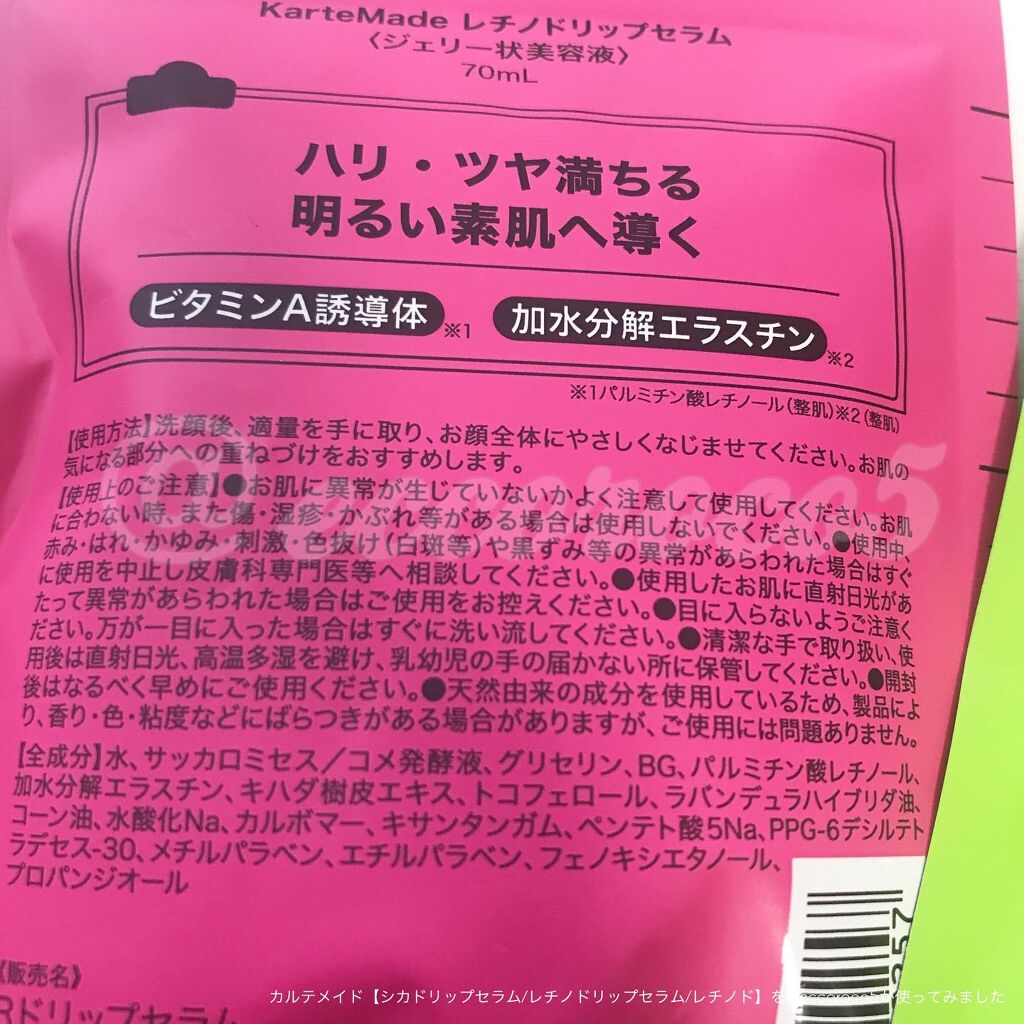 KarteMade レチノドリップセラム
〈ジェリー状美容液〉
70mL
ハリ・ツヤ満ちる
明るい素肌へ導く
ビタミンA誘導体※1 加水分解エラスチン※2
※1パルミチン酸レチノール(整肌)※2(整肌)
【使用方法】洗顔後、適量を手に取り、お顔全体にやさしくなじませてください。お肌の
気になる部分への重ねづけをおすすめします。
【使用上のご注意】●お肌に異常が生じていないかよく注意して使用してください。お肌
に合わない時、また傷・湿疹・かぶれ等がある場合は使用しないでください。●使用中、
赤み・はれ・かゆみ・刺激・色抜け(白斑等)や黒ずみ等の異常があらわれた場合はすぐ
に使用を中止し皮膚科専門医等へ相談してください。●使用したお肌に直射日光があ
たって異常があらわれた場合はご使用をお控えください。●目に入らないようご注意く
ださい。万が一目に入った場合はすぐに洗い流してください。●清潔な手で取り扱い、使
用後は直射日光、高温多湿を避け、乳幼児の手の届かない所に保管してください。●開封
後はなるべく早めにご使用ください。●天然由来の成分を使用しているため、製品によ
り、香り・色・粘度などにばらつきがある場合がありますが、ご使用には問題ありません。
【全成分】水、サッカロミセス／コメ発酵液、グリセリン、BG、パルミチン酸レチノール、
加水分解エラスチン、キハダ樹皮エキス、トコフェロール、ラバンデュラハイブリダ油、
コーン油、水酸化Na、カルボマー、キサンタンガム、ペンテト酸5Na、PPG-6デシルテト
ラデセス-30、メチルパラベン、エチルパラベン、フェノキシエタノール、
プロパンジオール
《販売名》
Rドリップセラム
カルテメイド【シカドリップセラム/レチノドリップセラム/レチノド】を 使ってみました